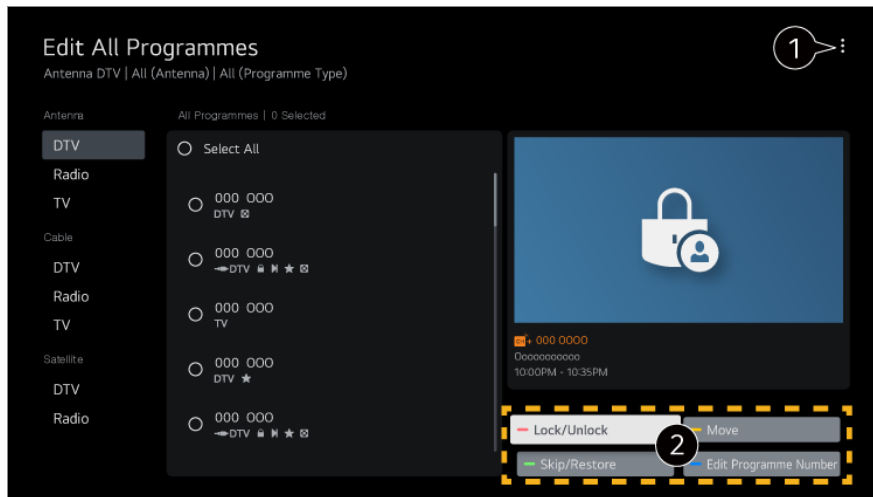 Edit All Programmes
1
Antenna DTV | All (Antenna) | All (Programme Type)
Antenna
DTV
Radio
TV
Cable
DTV
Radio
TV
Satellite
DTV
Radio
All Programmes | 0 Selected
Select All
000 000
DTV
000 000
DTV
000 000
TV
000 000
DTV
000 000
DTV
CH+ 000 0000
Ooooooooooo
10:00PM - 10:35PM
Lock/Unlock
Move
2
Skip/Restore
Edit Programme Number